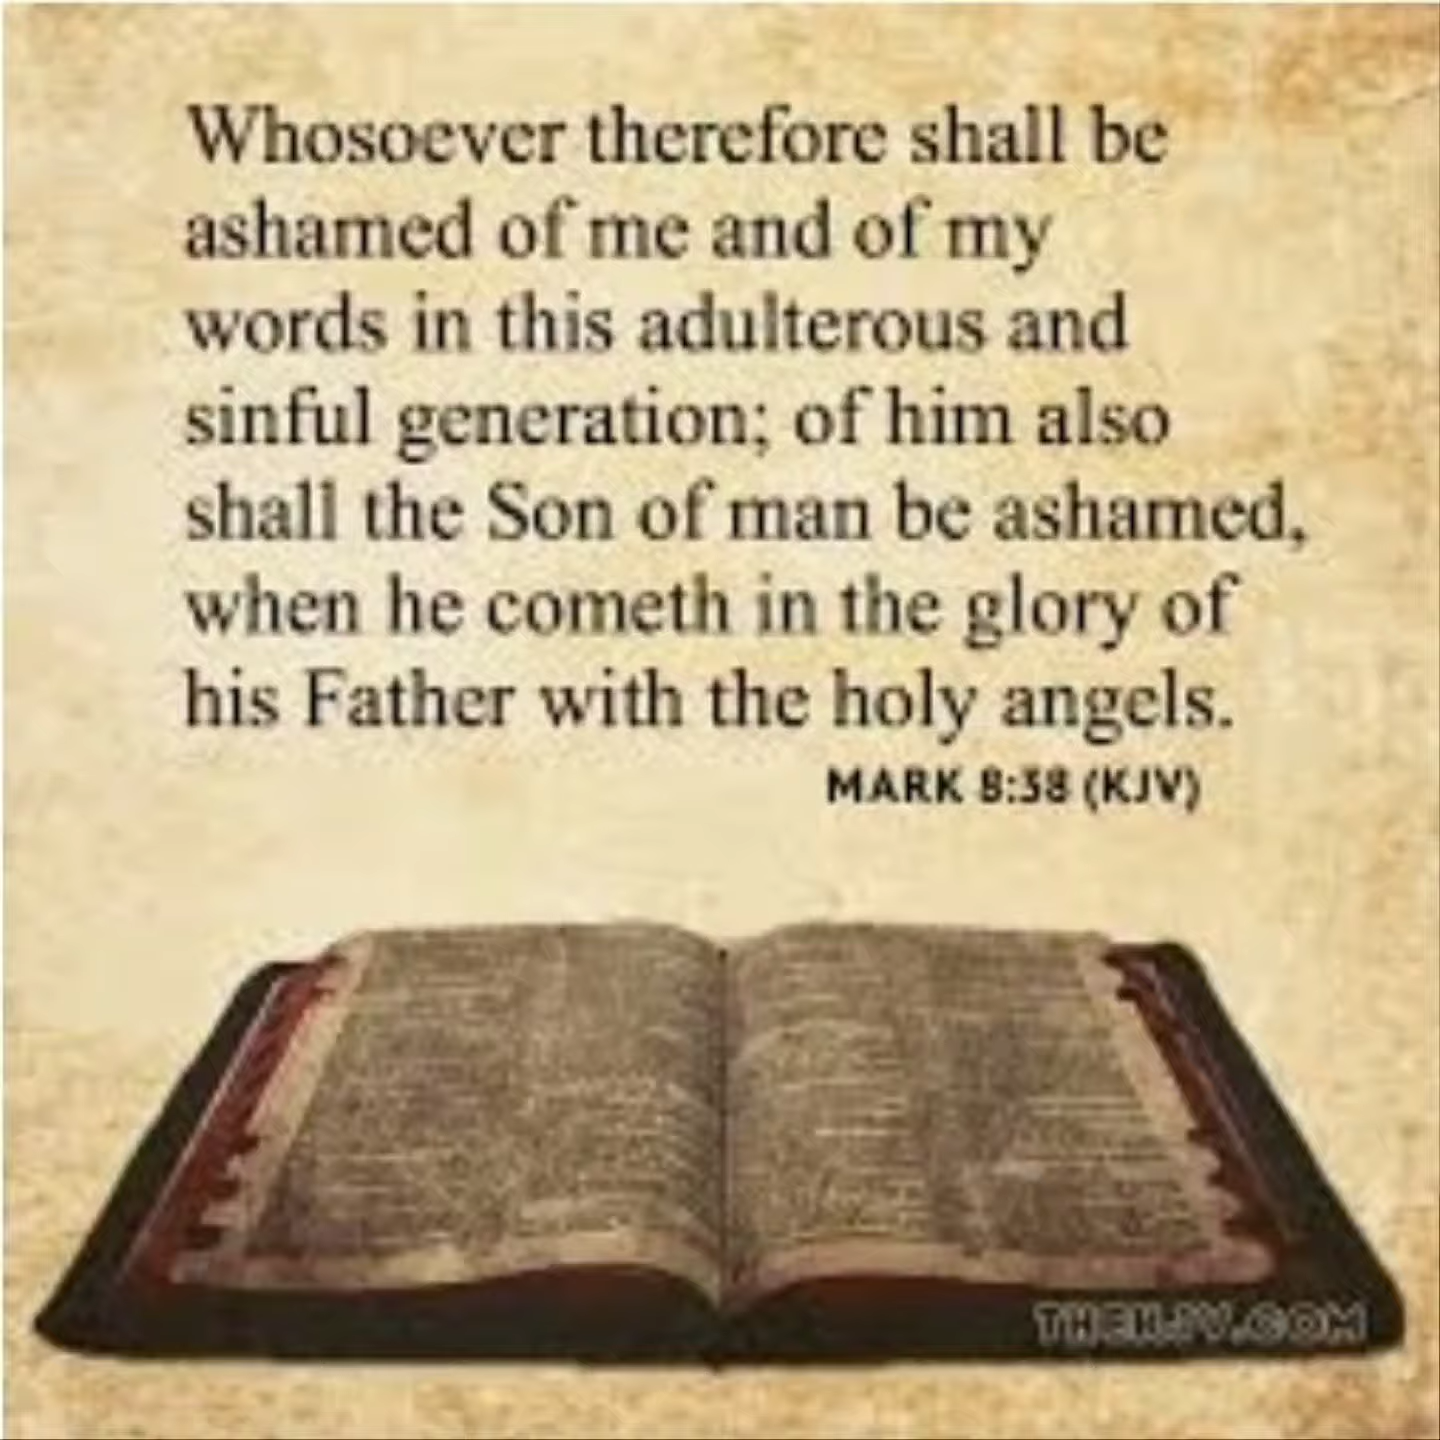 Whosoever therefore shall be
ashamed of me and of my
words in this adulterous and
sinful generation; of him also
shall the Son of man be ashamed,
when he cometh in the glory of
his Father with the holy angels.
MARK 8:38 (KJV)
THEKJV.COM